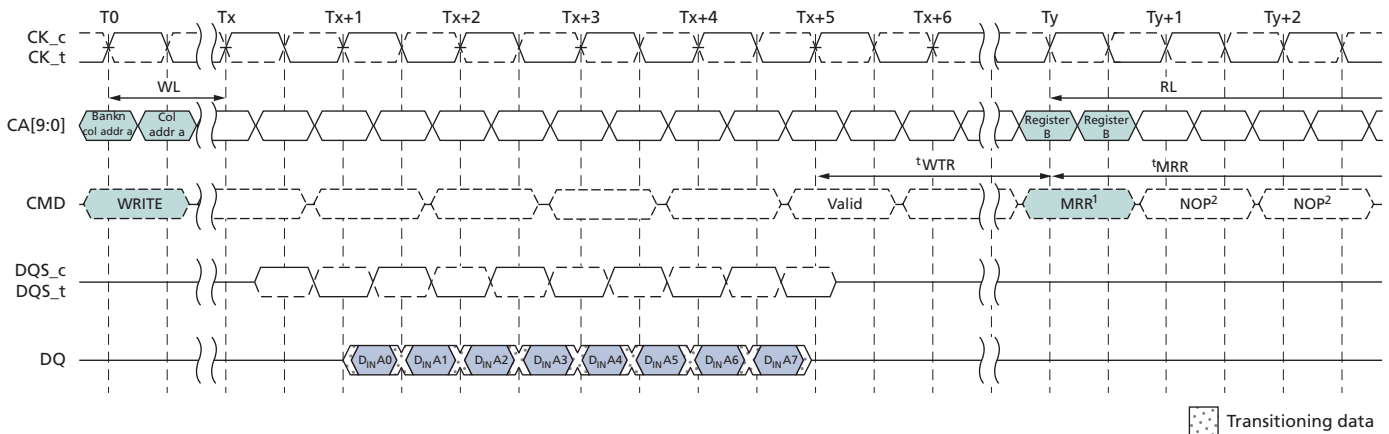 T0 Tx Tx+1 Tx+2 Tx+3 Tx+4 Tx+5 Tx+6 Ty Ty+1 Ty+2
CK_c
CK_t
WL RL
CA[9:0] Bankn col addr a Col addr a Register B Register B
tWTR tMRR
CMD WRITE Valid MRR1 NOP2 NOP2
DQS_c
DQS_t
DQ DINA0 DINA1 DINA2 DINA3 DINA4 DINA5 DINA6 DINA7
Transitioning data